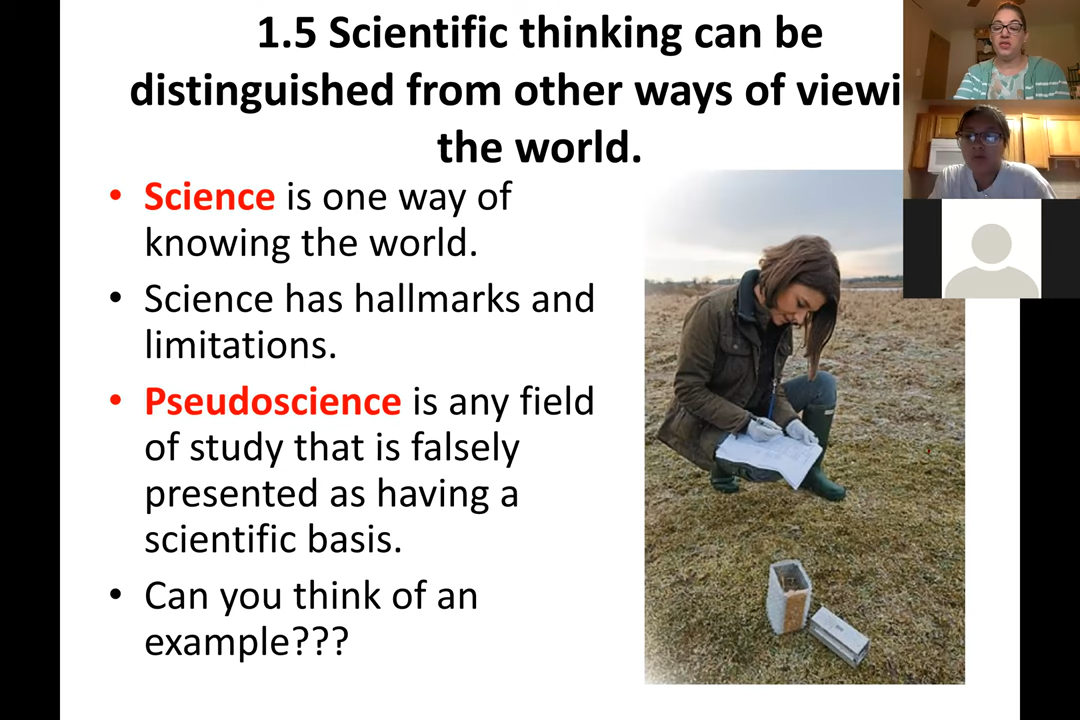 1.5 Scientific thinking can be
distinguished from other ways of viewi
the world.
• Science is one way of
knowing the world.
• Science has hallmarks and
limitations.
• Pseudoscience is any field
of study that is falsely
presented as having a
scientific basis.
• Can you think of an
example???